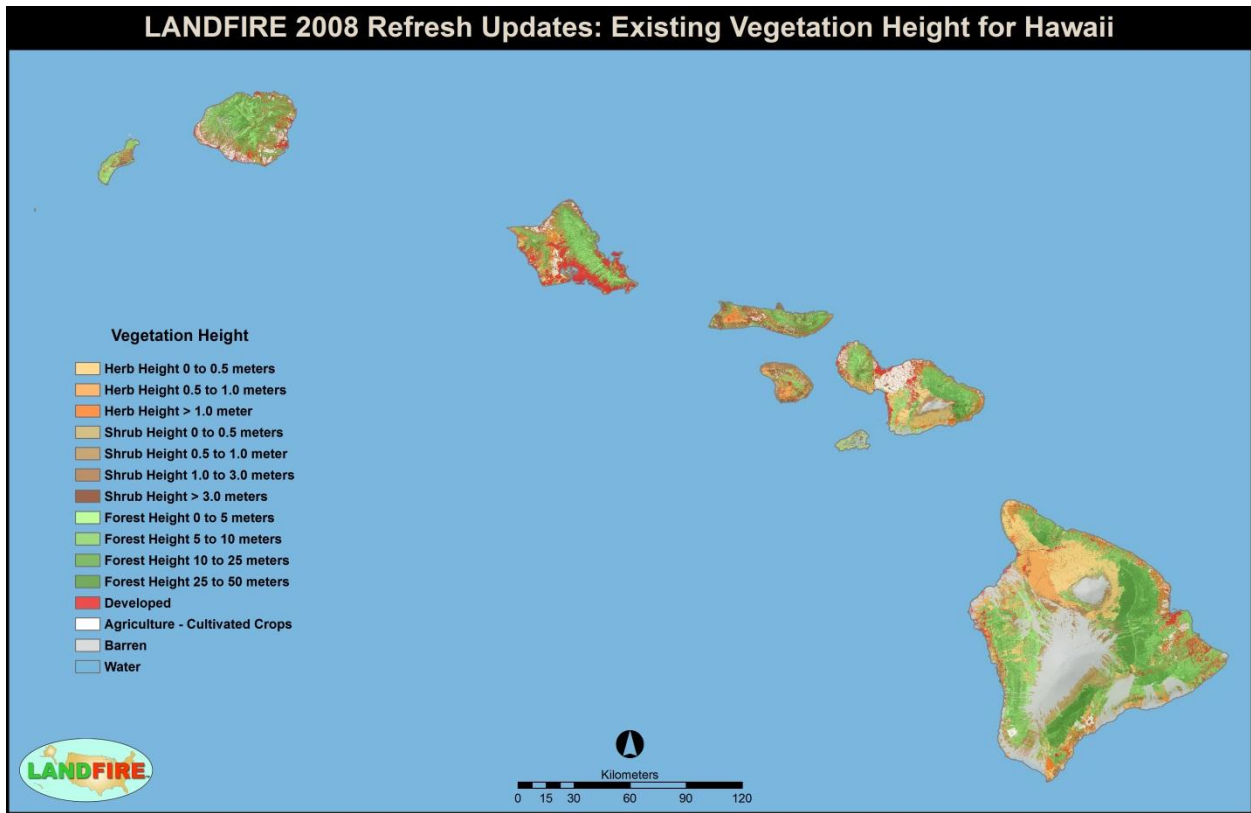 LANDFIRE 2008 Refresh Updates: Existing Vegetation Height for Hawaii
Vegetation Height
Herb Height 0 to 0.5 meters
Herb Height 0.5 to 1.0 meters
Herb Height > 1.0 meter
Shrub Height 0 to 0.5 meters
Shrub Height 0.5 to 1.0 meter
Shrub Height 1.0 to 3.0 meters
Shrub Height > 3.0 meters
Forest Height 0 to 5 meters
Forest Height 5 to 10 meters
Forest Height 10 to 25 meters
Forest Height 25 to 50 meters
Developed
Agriculture - Cultivated Crops
Barren
Water
LANDFIRE
Kilometers
0 15 30 60 90 120